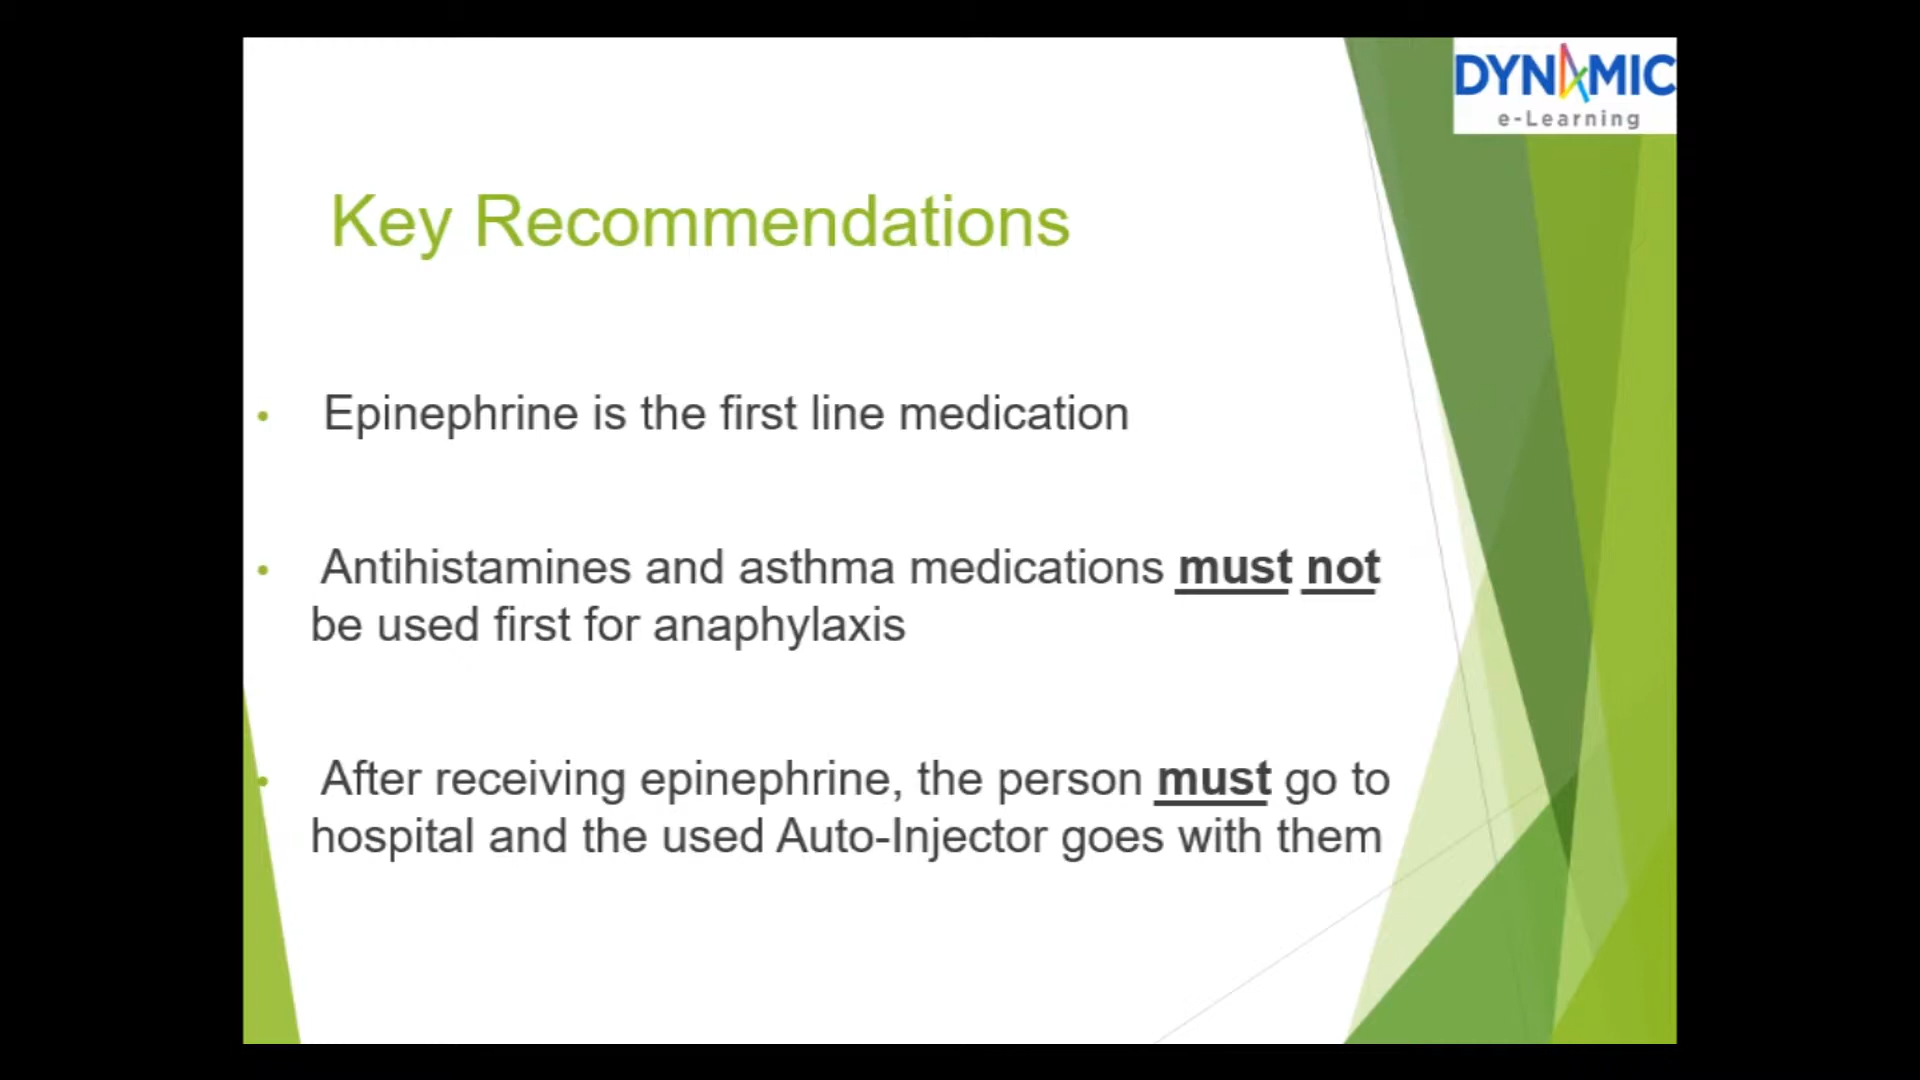 DYNAMIC
e-Learning
Key Recommendations
• Epinephrine is the first line medication
• Antihistamines and asthma medications must not
be used first for anaphylaxis
• After receiving epinephrine, the person must go to
hospital and the used Auto-Injector goes with them